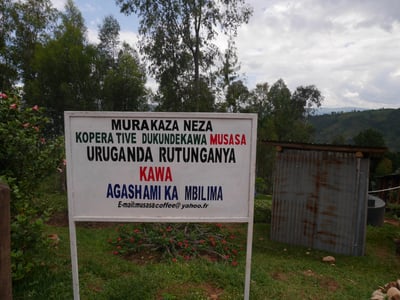 MURAKAZA NEZA
KOPERA TIVE DUKUNDEKAWA MUSASA
URUGANDA RUTUNGANYA
KAWA
AGASHAMI KA MBILIMA
E-mail:musasacoffee@yahoo.fr